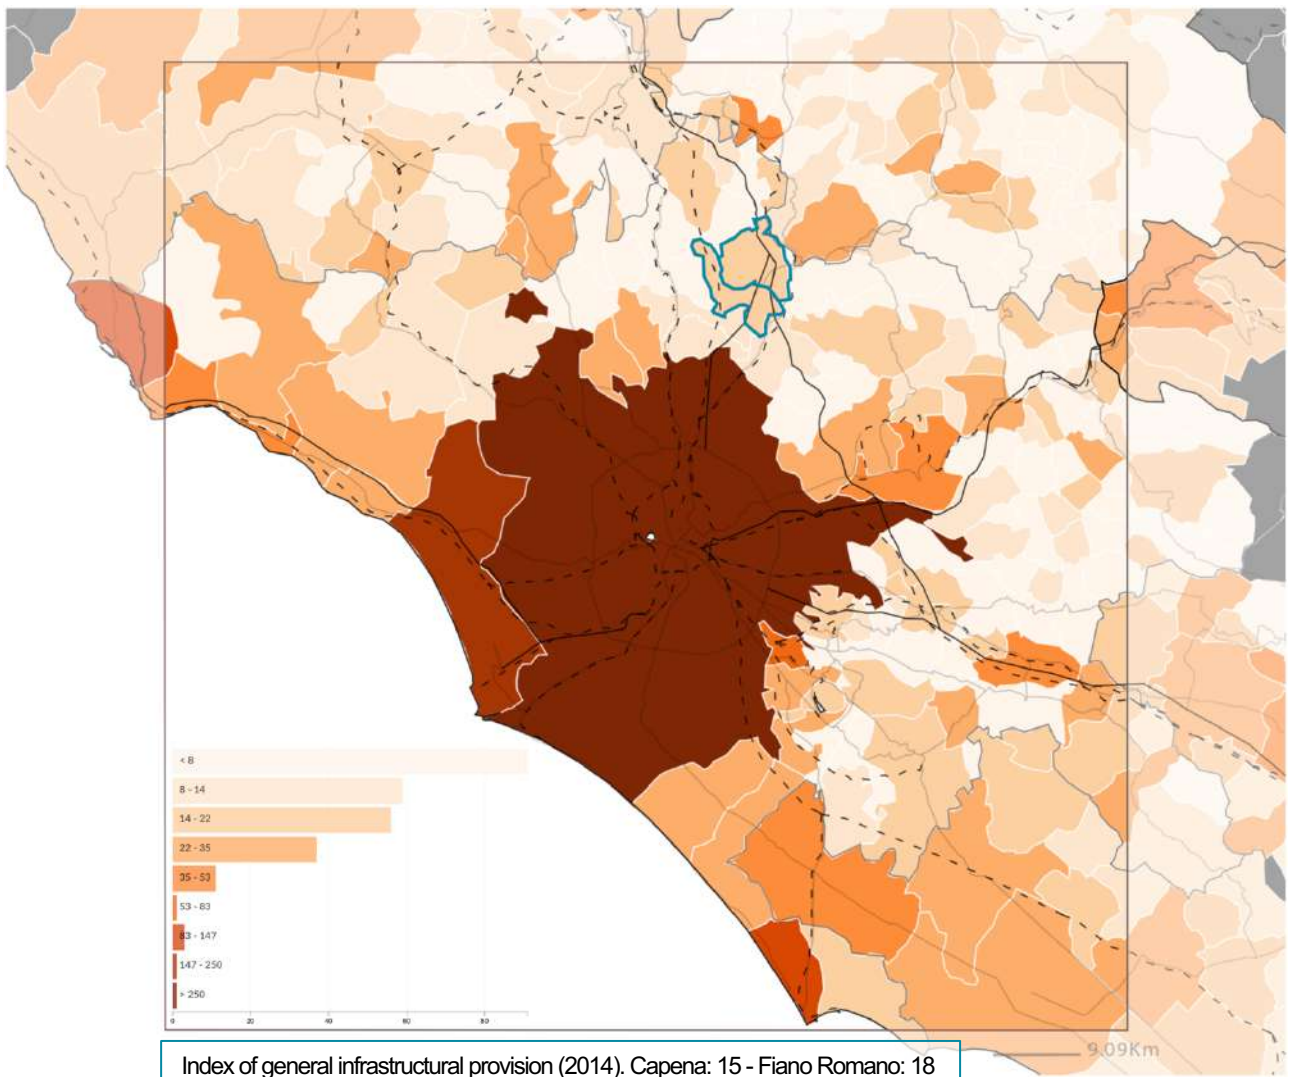 < 8
8 - 14
14 - 22
22 - 35
35 - 53
53 - 83
83 - 147
147 - 250
> 250
0 20 40 60 80
9.09Km
Index of general infrastructural provision (2014). Capena: 15 - Fiano Romano: 18